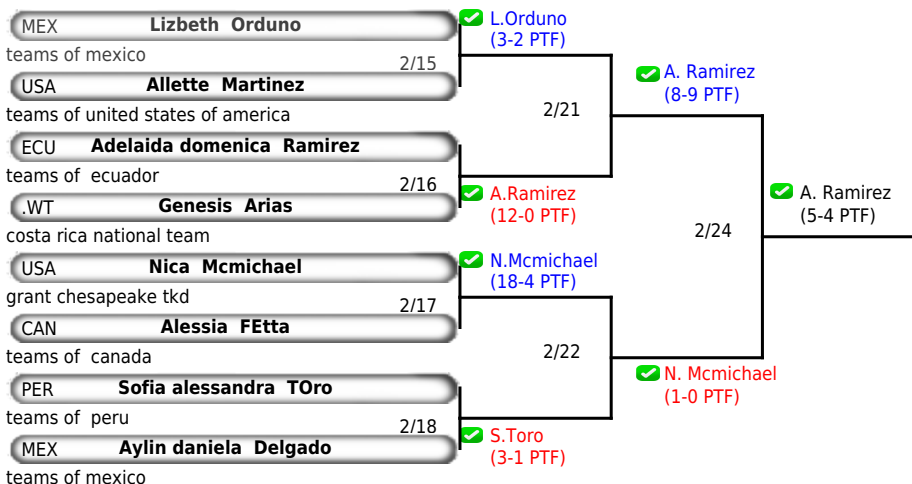 MEX Lizbeth Orduno
teams of mexico
2/15
USA Allette Martinez
teams of united states of america
ECU Adelaida domenica Ramirez
teams of ecuador
2/16
.WT Genesis Arias
costa rica national team
USA Nica Mcmichael
grant chesapeake tkd
2/17
CAN Alessia FEtta
teams of canada
PER Sofia alessandra TOro
teams of peru
2/18
MEX Aylin daniela Delgado
teams of mexico
L.Orduno
(3-2 PTF)
2/21
A.Ramirez
(12-0 PTF)
N.Mcmichael
(18-4 PTF)
2/22
S.Toro
(3-1 PTF)
A. Ramirez
(8-9 PTF)
2/24
N. Mcmichael
(1-0 PTF)
A. Ramirez
(5-4 PTF)